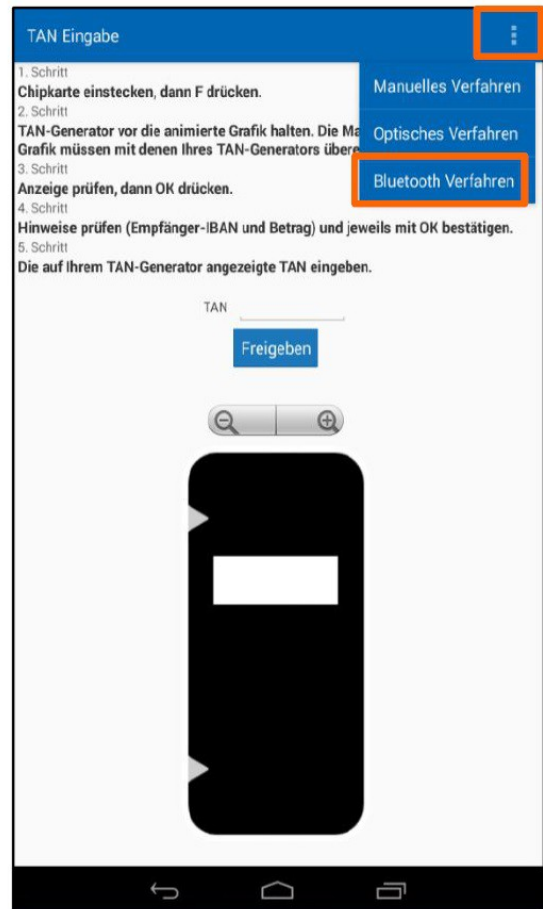 TAN Eingabe
Manuelles Verfahren
Optisches Verfahren
Bluetooth Verfahren
1. Schritt
Chipkarte einstecken, dann F drücken.
2. Schritt
TAN-Generator vor die animierte Grafik halten. Die
Grafik müssen mit denen Ihres TAN-Generators
3. Schritt
Anzeige prüfen, dann OK drücken.
4. Schritt
Hinweise prüfen (Empfänger-IBAN und Betrag) und jeweils mit OK bestätigen.
5. Schritt
Die auf Ihrem TAN-Generator angezeigte TAN eingeben.
TAN
Freigeben